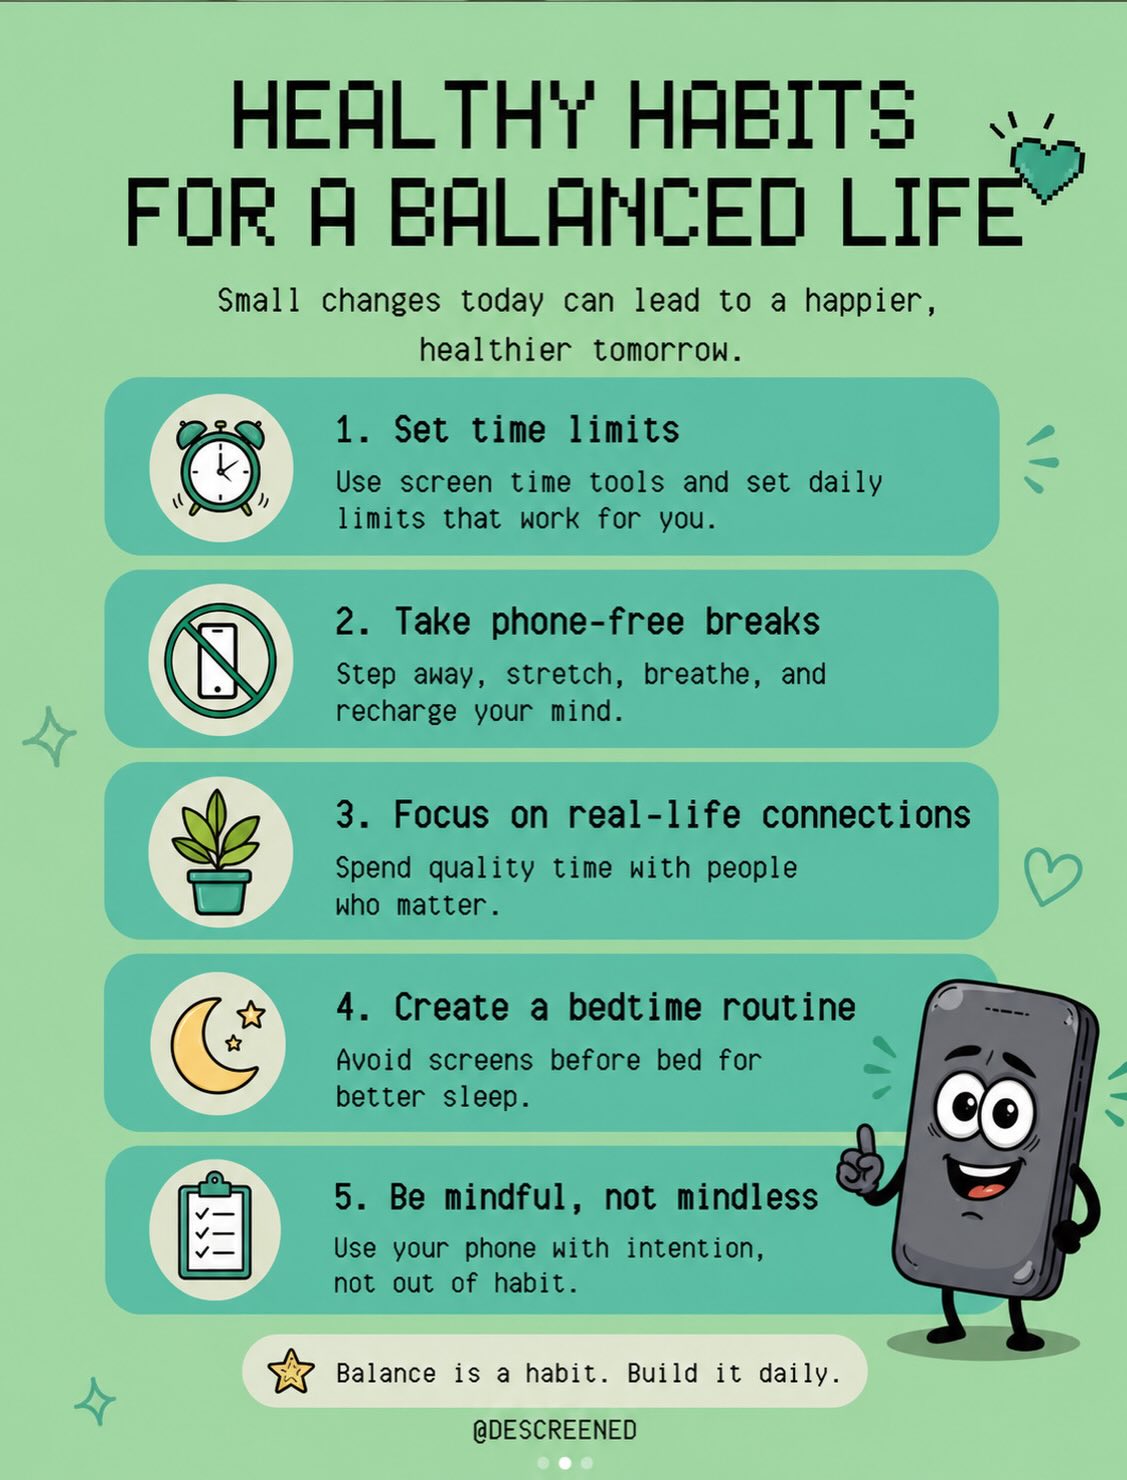 HEALTHY HABITS
FOR A BALANCED LIFE
Small changes today can lead to a happier,
healthier tomorrow.
1. Set time limits
Use screen time tools and set daily
limits that work for you.
2. Take phone-free breaks
Step away, stretch, breathe, and
recharge your mind.
3. Focus on real-life connections
Spend quality time with people
who matter.
4. Create a bedtime routine
Avoid screens before bed for
better sleep.
5. Be mindful, not mindless
Use your phone with intention,
not out of habit.
Balance is a habit. Build it daily.
@DESCREENED